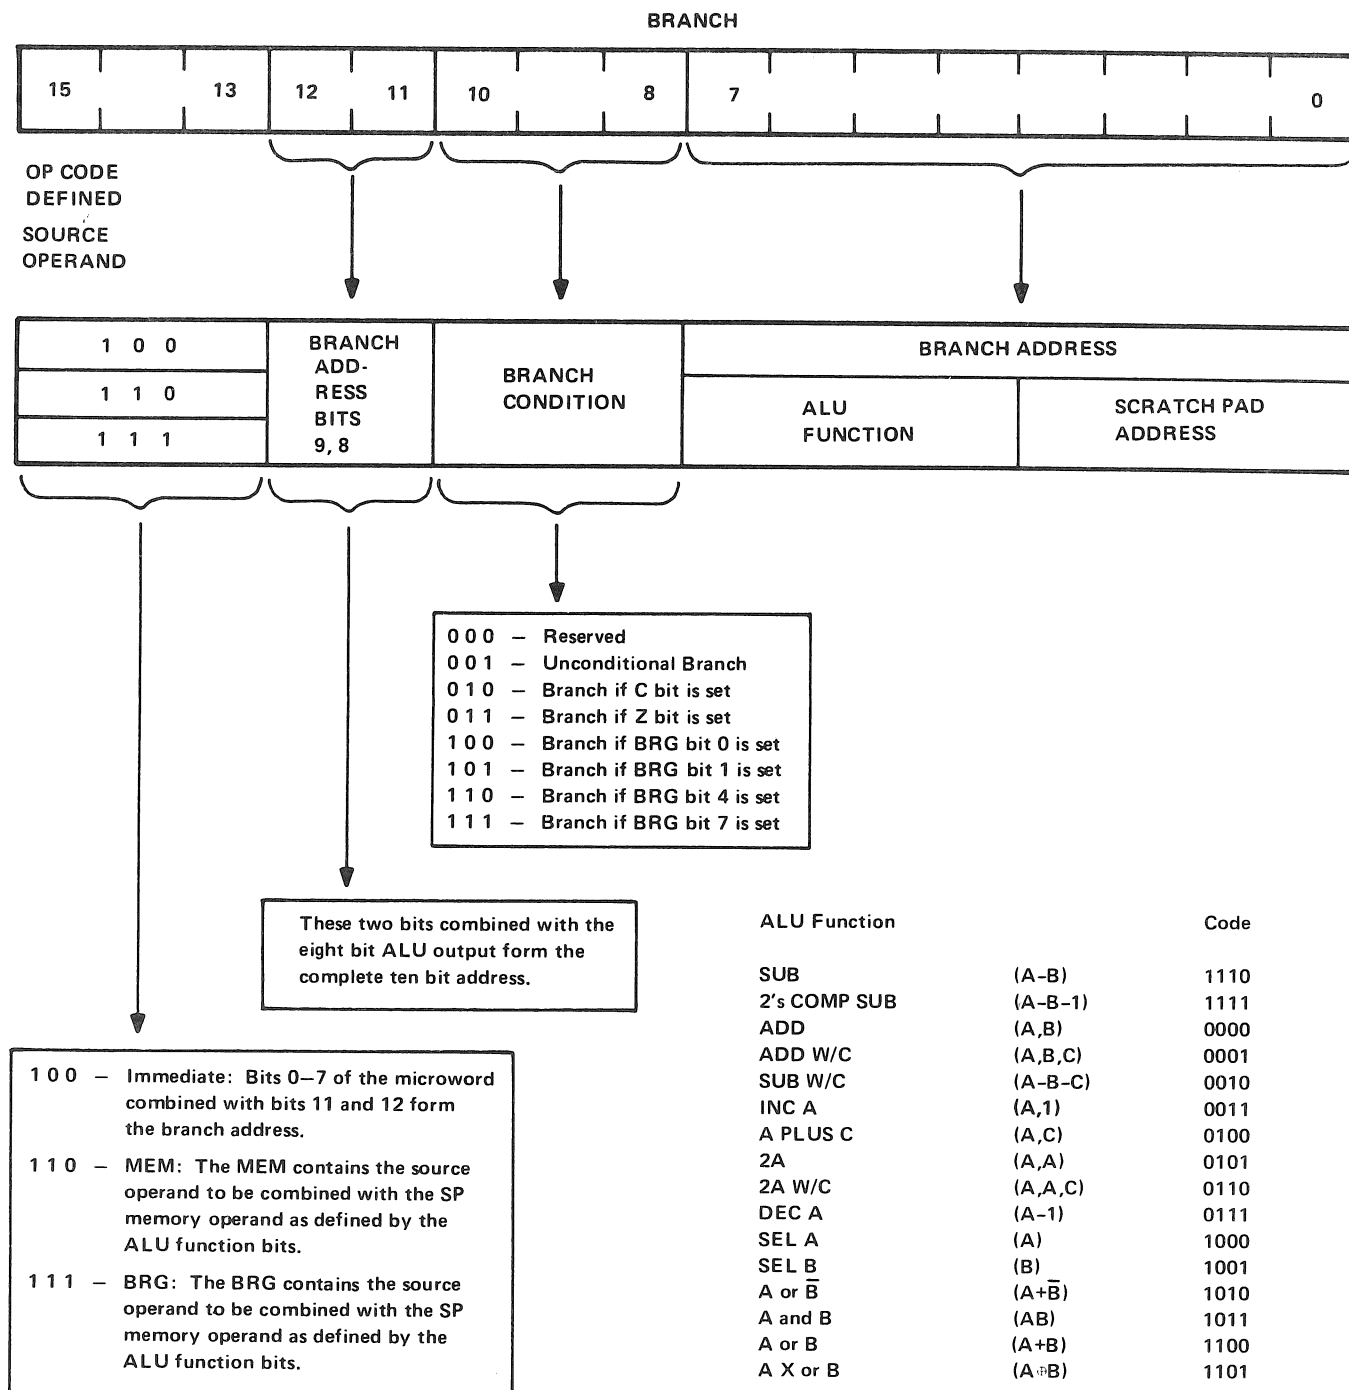 BRANCH
15 13 12 11 10 8 7 0
OP CODE
DEFINED
SOURCE
OPERAND
1 0 0
1 1 0
1 1 1
BRANCH
ADD-
RESS
BITS
9, 8
BRANCH
CONDITION
BRANCH ADDRESS
ALU
FUNCTION
SCRATCH PAD
ADDRESS
0 0 0 – Reserved
0 0 1 – Unconditional Branch
0 1 0 – Branch if C bit is set
0 1 1 – Branch if Z bit is set
1 0 0 – Branch if BRG bit 0 is set
1 0 1 – Branch if BRG bit 1 is set
1 1 0 – Branch if BRG bit 4 is set
1 1 1 – Branch if BRG bit 7 is set
These two bits combined with the
eight bit ALU output form the
complete ten bit address.
1 0 0 – Immediate: Bits 0–7 of the microword
combined with bits 11 and 12 form
the branch address.
1 1 0 – MEM: The MEM contains the source
operand to be combined with the SP
memory operand as defined by the
ALU function bits.
1 1 1 – BRG: The BRG contains the source
operand to be combined with the SP
memory operand as defined by the
ALU function bits.
ALU Function Code
SUB (A-B) 1110
2's COMP SUB (A-B-1) 1111
ADD (A,B) 0000
ADD W/C (A,B,C) 0001
SUB W/C (A-B-C) 0010
INC A (A,1) 0011
A PLUS C (A,C) 0100
2A (A,A) 0101
2A W/C (A,A,C) 0110
DEC A (A-1) 0111
SEL A (A) 1000
SEL B (B) 1001
A or B̅ (A+B̅) 1010
A and B (AB) 1011
A or B (A+B) 1100
A X or B (A⊕B) 1101